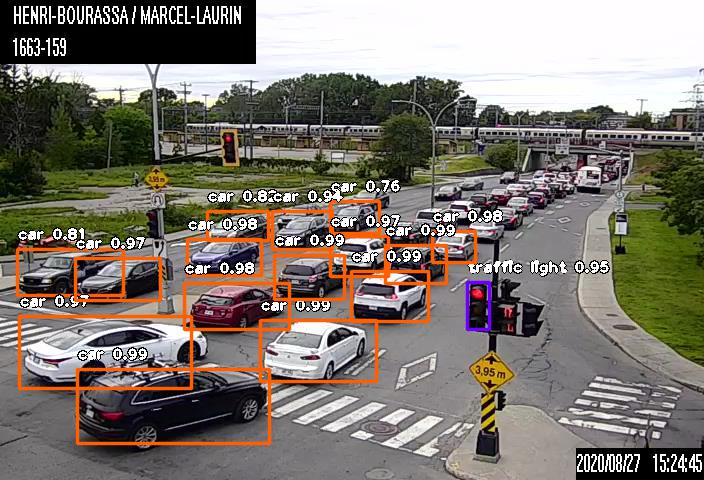 HENRI-BOURASSA / MARCEL-LAURIN
1663-159
car 0.76
car 0.82
car 0.94
car 0.98
car 0.97
car 0.98
car 0.81
car 0.97
car 0.99
car 0.99
car 0.98
car 0.99
traffic light 0.95
car 0.97
car 0.99
car 0.99
3,95 m
2020/08/27 15:24:45